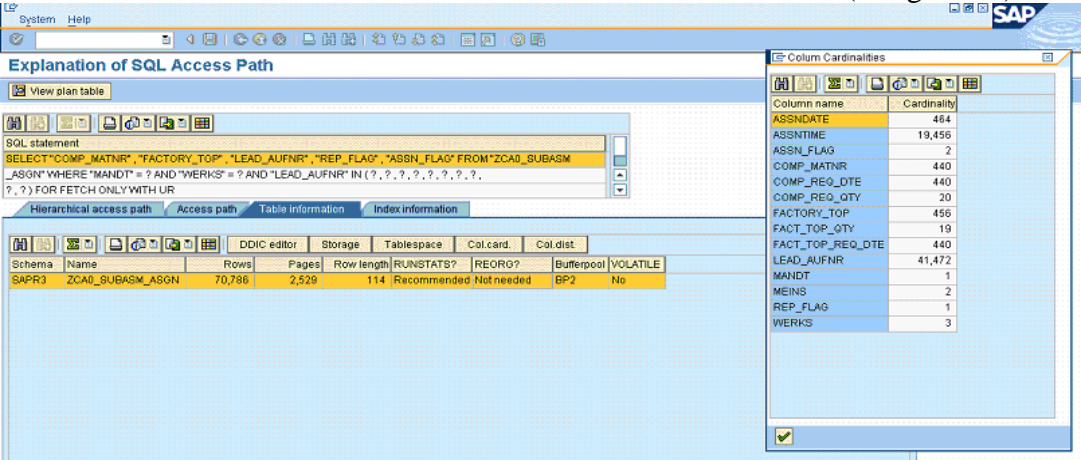 System Help
SAP
Explanation of SQL Access Path
View plan table
SQL statement
SELECT "COMP_MATNR" , "FACTORY_TOP" , "LEAD_AUFNR" , "REP_FLAG" , "ASSN_FLAG" FROM "ZCA0_SUBASM
_ASGN" WHERE "MANDT" = ? AND "WERKS" = ? AND "LEAD_AUFNR" IN ( ? , ? , ? , ? , ? , ? , ? , ? ,
? , ? ) FOR FETCH ONLY WITH UR
Hierarchical access path Access path Table information Index information
DDIC editor Storage Tablespace Col.card. Col.dist.
Schema Name Rows Pages Row length RUNSTATS? REORG? Bufferpool VOLATILE
SAPR3 ZCA0_SUBASM_ASGN 70,786 2,529 114 Recommended Not needed BP2 No
Colum Cardinalities
Column name Cardinality
ASSNDATE 464
ASSNTIME 19,456
ASSN_FLAG 2
COMP_MATNR 440
COMP_REQ_DTE 440
COMP_REQ_QTY 20
FACTORY_TOP 456
FACT_TOP_QTY 19
FACT_TOP_REQ_DTE 440
LEAD_AUFNR 41,472
MANDT 1
MEINS 2
REP_FLAG 1
WERKS 3